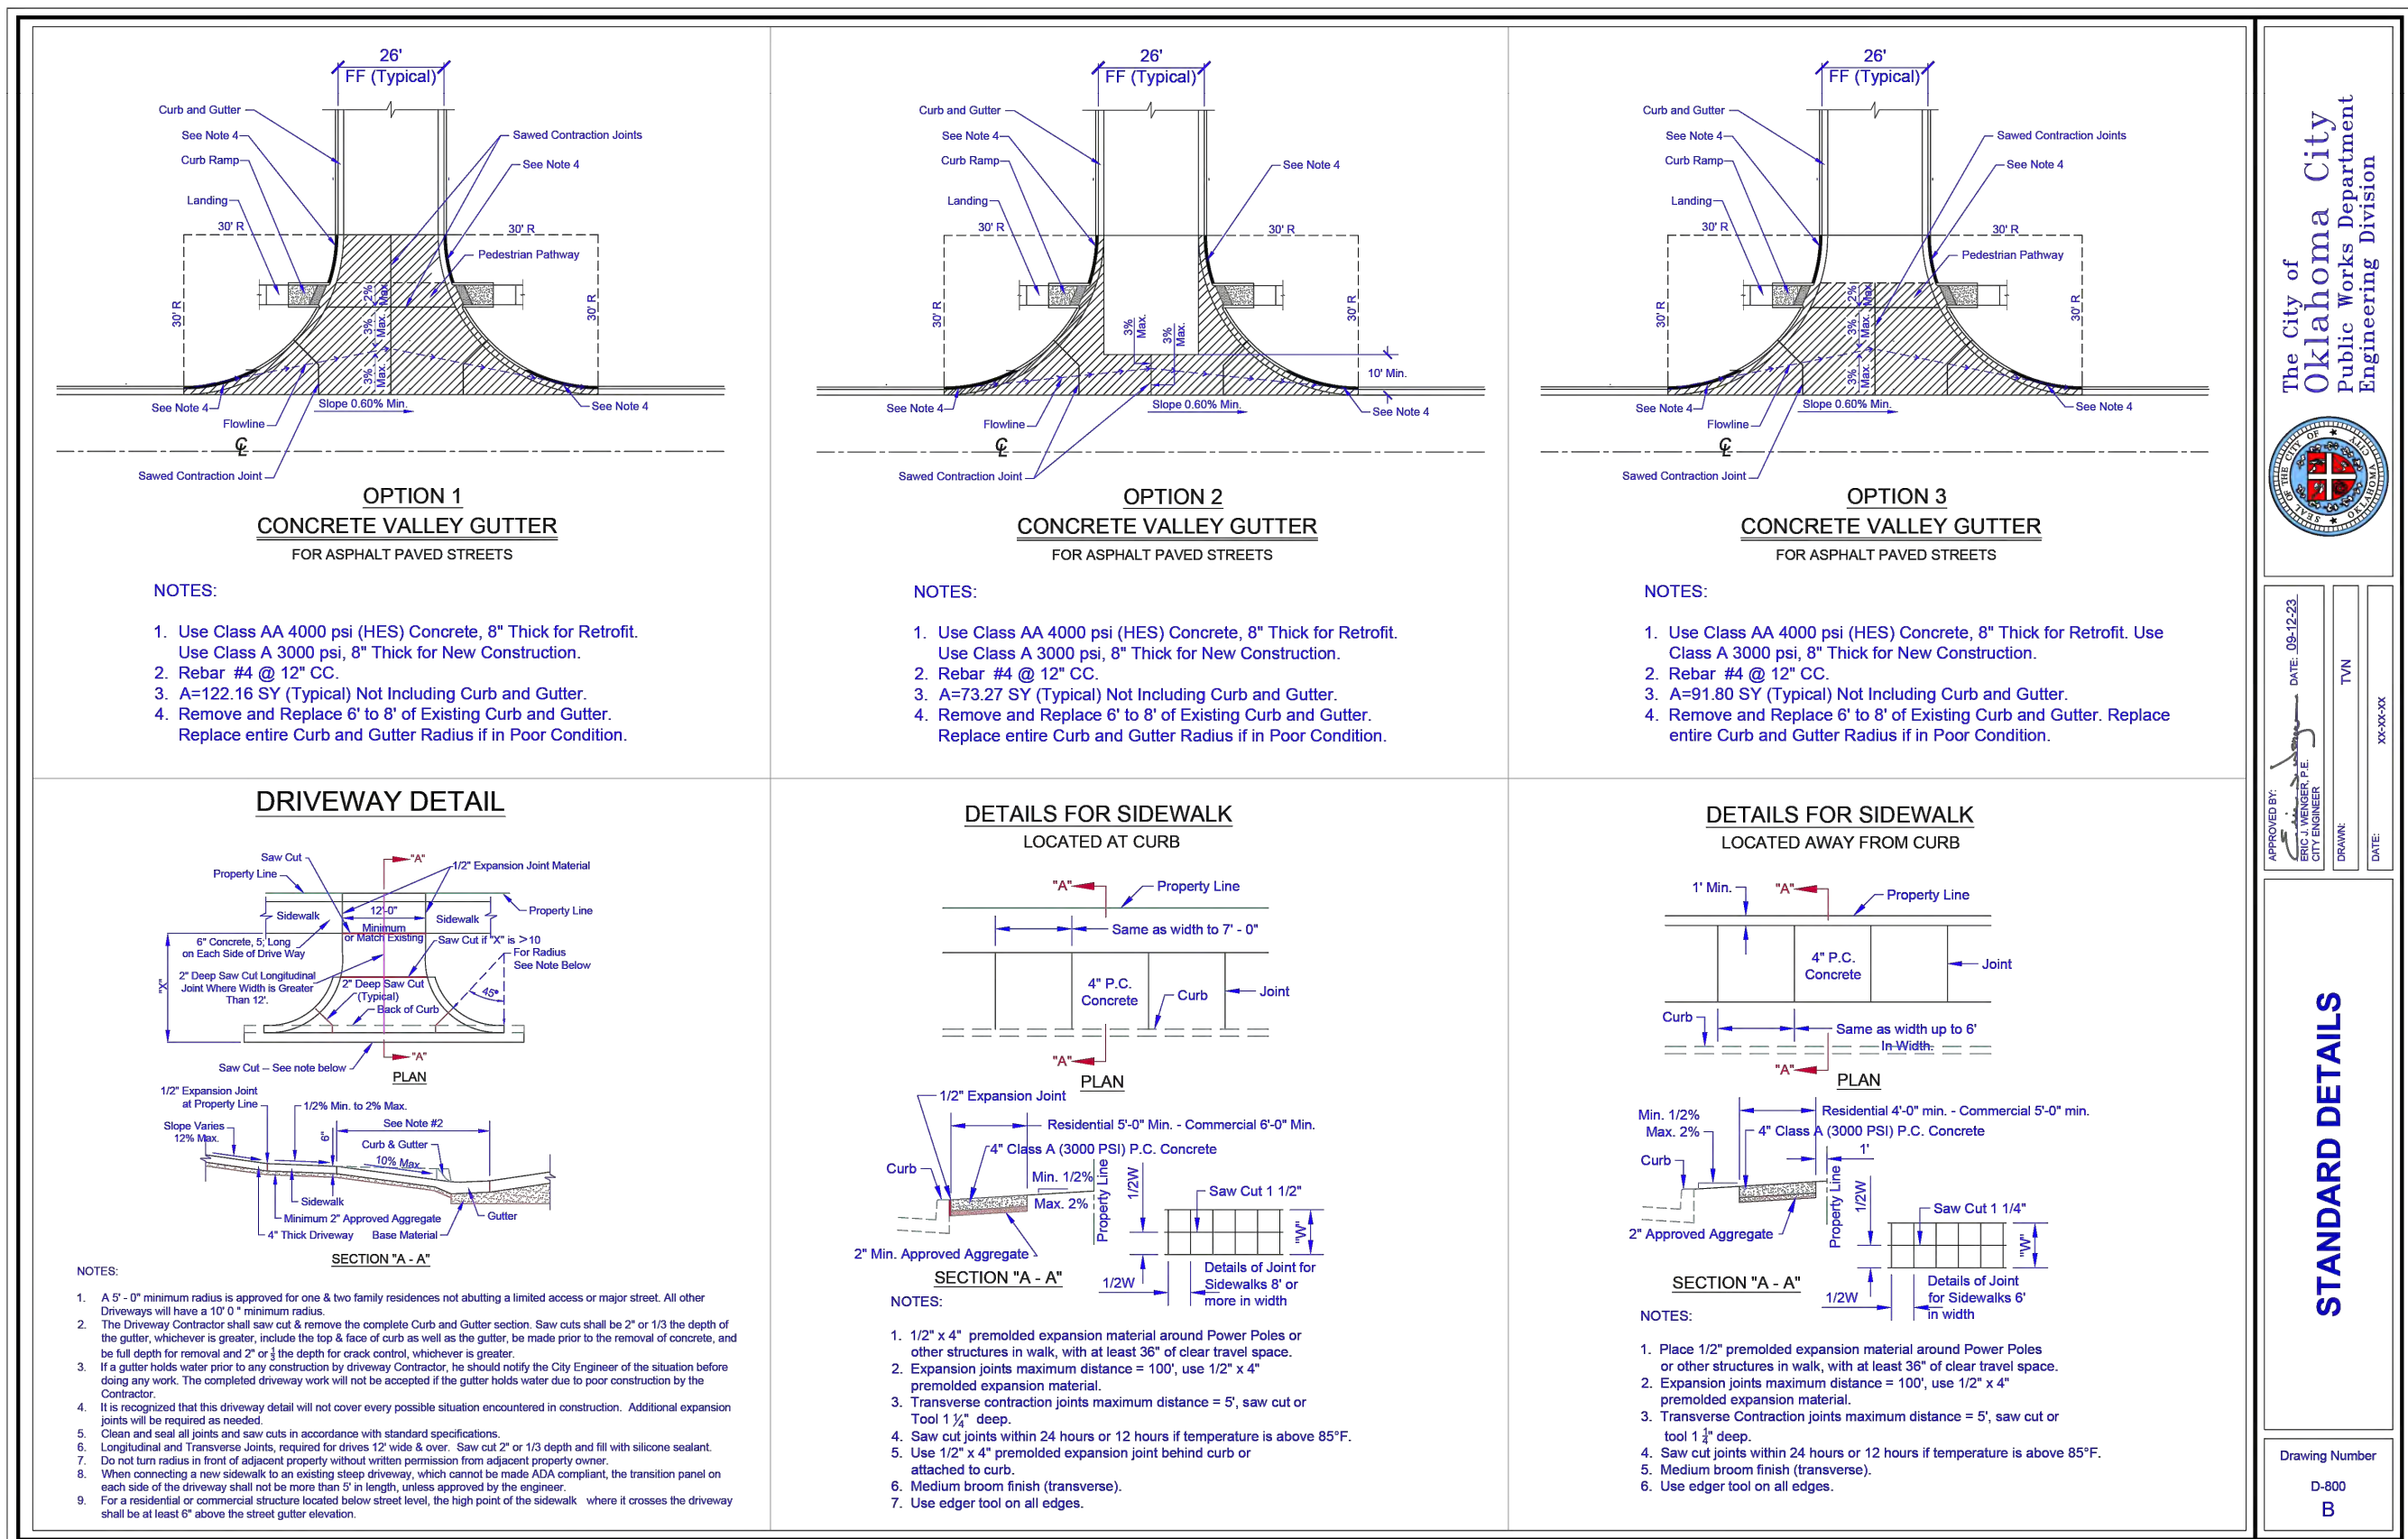 26'
FF (Typical)
Curb and Gutter
See Note 4
Curb Ramp
Landing
Sawed Contraction Joints
See Note 4
30' R
30' R
Pedestrian Pathway
30' R
30' R
2%
Max.
3%
Max.
3%
Max.
See Note 4
Slope 0.60% Min.
See Note 4
Flowline
CL
Sawed Contraction Joint
OPTION 1
CONCRETE VALLEY GUTTER
FOR ASPHALT PAVED STREETS
NOTES:
1. Use Class AA 4000 psi (HES) Concrete, 8" Thick for Retrofit.
Use Class A 3000 psi, 8" Thick for New Construction.
2. Rebar #4 @ 12" CC.
3. A=122.16 SY (Typical) Not Including Curb and Gutter.
4. Remove and Replace 6' to 8' of Existing Curb and Gutter.
Replace entire Curb and Gutter Radius if in Poor Condition.
26'
FF (Typical)
Curb and Gutter
See Note 4
Curb Ramp
Landing
See Note 4
30' R
30' R
30' R
30' R
3%
Max.
3%
Max.
10' Min.
See Note 4
Slope 0.60% Min.
See Note 4
Flowline
CL
Sawed Contraction Joint
OPTION 2
CONCRETE VALLEY GUTTER
FOR ASPHALT PAVED STREETS
NOTES:
1. Use Class AA 4000 psi (HES) Concrete, 8" Thick for Retrofit.
Use Class A 3000 psi, 8" Thick for New Construction.
2. Rebar #4 @ 12" CC.
3. A=73.27 SY (Typical) Not Including Curb and Gutter.
4. Remove and Replace 6' to 8' of Existing Curb and Gutter.
Replace entire Curb and Gutter Radius if in Poor Condition.
26'
FF (Typical)
Curb and Gutter
See Note 4
Curb Ramp
Landing
Sawed Contraction Joints
See Note 4
30' R
30' R
Pedestrian Pathway
30' R
30' R
2%
Max.
3%
Max.
3%
Max.
See Note 4
Slope 0.60% Min.
See Note 4
Flowline
CL
Sawed Contraction Joint
OPTION 3
CONCRETE VALLEY GUTTER
FOR ASPHALT PAVED STREETS
NOTES:
1. Use Class AA 4000 psi (HES) Concrete, 8" Thick for Retrofit. Use
Class A 3000 psi, 8" Thick for New Construction.
2. Rebar #4 @ 12" CC.
3. A=91.80 SY (Typical) Not Including Curb and Gutter.
4. Remove and Replace 6' to 8' of Existing Curb and Gutter. Replace
entire Curb and Gutter Radius if in Poor Condition.
DRIVEWAY DETAIL
Saw Cut
"A"
1/2" Expansion Joint Material
Property Line
Sidewalk
12'-0"
Sidewalk
Property Line
Minimum
or Match Existing
Saw Cut if "X" is >10
6" Concrete, 5; Long
on Each Side of Drive Way
For Radius
See Note Below
"X"
2" Deep Saw Cut Longitudinal
Joint Where Width is Greater
Than 12'.
2" Deep Saw Cut
(Typical)
45°
Back of Curb
"A"
Saw Cut -- See note below
PLAN
1/2" Expansion Joint
at Property Line
1/2% Min. to 2% Max.
Slope Varies
12% Max.
6"
See Note #2
Curb & Gutter
10% Max.
Sidewalk
Minimum 2" Approved Aggregate
Gutter
4" Thick Driveway
Base Material
SECTION "A - A"
NOTES:
1. A 5' - 0" minimum radius is approved for one & two family residences not abutting a limited access or major street. All other
Driveways will have a 10' 0 " minimum radius.
2. The Driveway Contractor shall saw cut & remove the complete Curb and Gutter section. Saw cuts shall be 2" or 1/3 the depth of
the gutter, whichever is greater, include the top & face of curb as well as the gutter, be made prior to the removal of concrete, and
be full depth for removal and 2" or 1/3 the depth for crack control, whichever is greater.
3. If a gutter holds water prior to any construction by driveway Contractor, he should notify the City Engineer of the situation before
doing any work. The completed driveway work will not be accepted if the gutter holds water due to poor construction by the
Contractor.
4. It is recognized that this driveway detail will not cover every possible situation encountered in construction. Additional expansion
joints will be required as needed.
5. Clean and seal all joints and saw cuts in accordance with standard specifications.
6. Longitudinal and Transverse Joints, required for drives 12' wide & over. Saw cut 2" or 1/3 depth and fill with silicone sealant.
7. Do not turn radius in front of adjacent property without written permission from adjacent property owner.
8. When connecting a new sidewalk to an existing steep driveway, which cannot be made ADA compliant, the transition panel on
each side of the driveway shall not be more than 5' in length, unless approved by the engineer.
9. For a residential or commercial structure located below street level, the high point of the sidewalk where it crosses the driveway
shall be at least 6" above the street gutter elevation.
DETAILS FOR SIDEWALK
LOCATED AT CURB
"A"
Property Line
Same as width to 7' - 0"
4" P.C.
Concrete
Curb
Joint
"A"
PLAN
1/2" Expansion Joint
Residential 5'-0" Min. - Commercial 6'-0" Min.
4" Class A (3000 PSI) P.C. Concrete
Curb
Min. 1/2%
Max. 2%
Property Line
1/2W
Saw Cut 1 1/2"
"W"
2" Min. Approved Aggregate
SECTION "A - A"
1/2W
Details of Joint for
Sidewalks 8' or
more in width
NOTES:
1. 1/2" x 4" premolded expansion material around Power Poles or
other structures in walk, with at least 36" of clear travel space.
2. Expansion joints maximum distance = 100', use 1/2" x 4"
premolded expansion material.
3. Transverse contraction joints maximum distance = 5', saw cut or
Tool 1 1/4" deep.
4. Saw cut joints within 24 hours or 12 hours if temperature is above 85°F.
5. Use 1/2" x 4" premolded expansion joint behind curb or
attached to curb.
6. Medium broom finish (transverse).
7. Use edger tool on all edges.
DETAILS FOR SIDEWALK
LOCATED AWAY FROM CURB
1' Min.
"A"
Property Line
4" P.C.
Concrete
Joint
Curb
Same as width up to 6'
In Width.
"A"
PLAN
Min. 1/2%
Max. 2%
Residential 4'-0" min. - Commercial 5'-0" min.
4" Class A (3000 PSI) P.C. Concrete
Curb
1'
Property Line
1/2W
Saw Cut 1 1/4"
"W"
2" Approved Aggregate
SECTION "A - A"
1/2W
Details of Joint
for Sidewalks 6'
in width
NOTES:
1. Place 1/2" premolded expansion material around Power Poles
or other structures in walk, with at least 36" of clear travel space.
2. Expansion joints maximum distance = 100', use 1/2" x 4"
premolded expansion material.
3. Transverse Contraction joints maximum distance = 5', saw cut or
tool 1 1/4" deep.
4. Saw cut joints within 24 hours or 12 hours if temperature is above 85°F.
5. Medium broom finish (transverse).
6. Use edger tool on all edges.
The City of
Oklahoma City
Public Works Department
Engineering Division
SEAL OF THE CITY OF OKLAHOMA CITY
APPROVED BY:
DATE: 09-12-23
ERIC J. WENGER, P.E.
CITY ENGINEER
DRAWN:
TVN
DATE:
xx-xx-xx
STANDARD DETAILS
Drawing Number
D-800
B